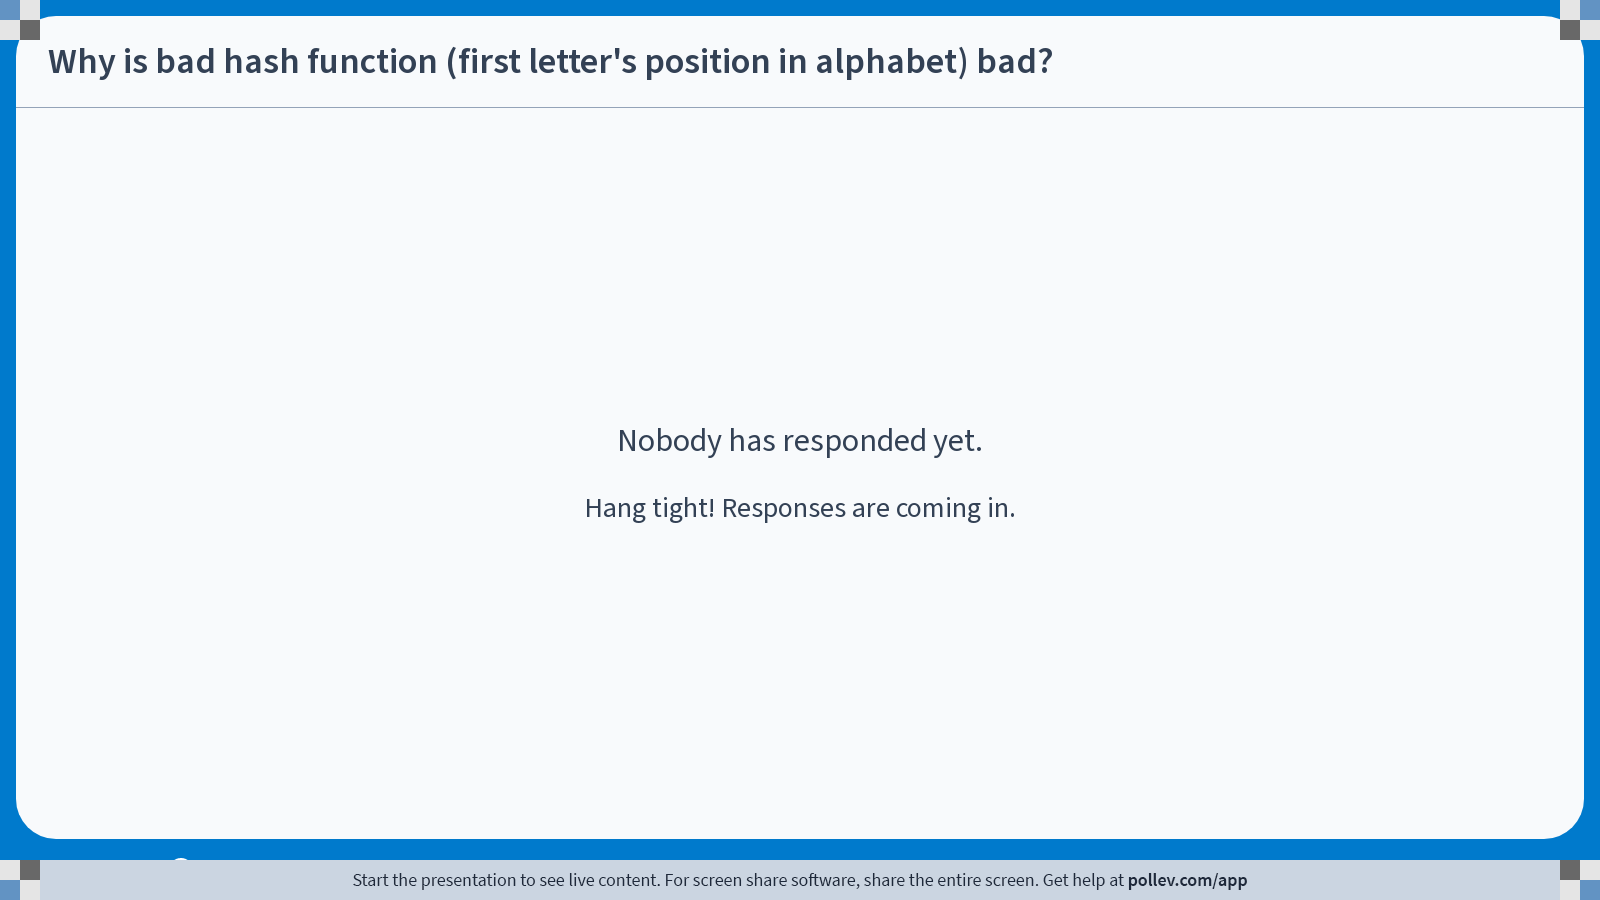 Why is bad hash function (first letter's position in alphabet) bad?
Nobody has responded yet.
Hang tight! Responses are coming in.
Start the presentation to see live content. For screen share software, share the entire screen. Get help at pollev.com/app